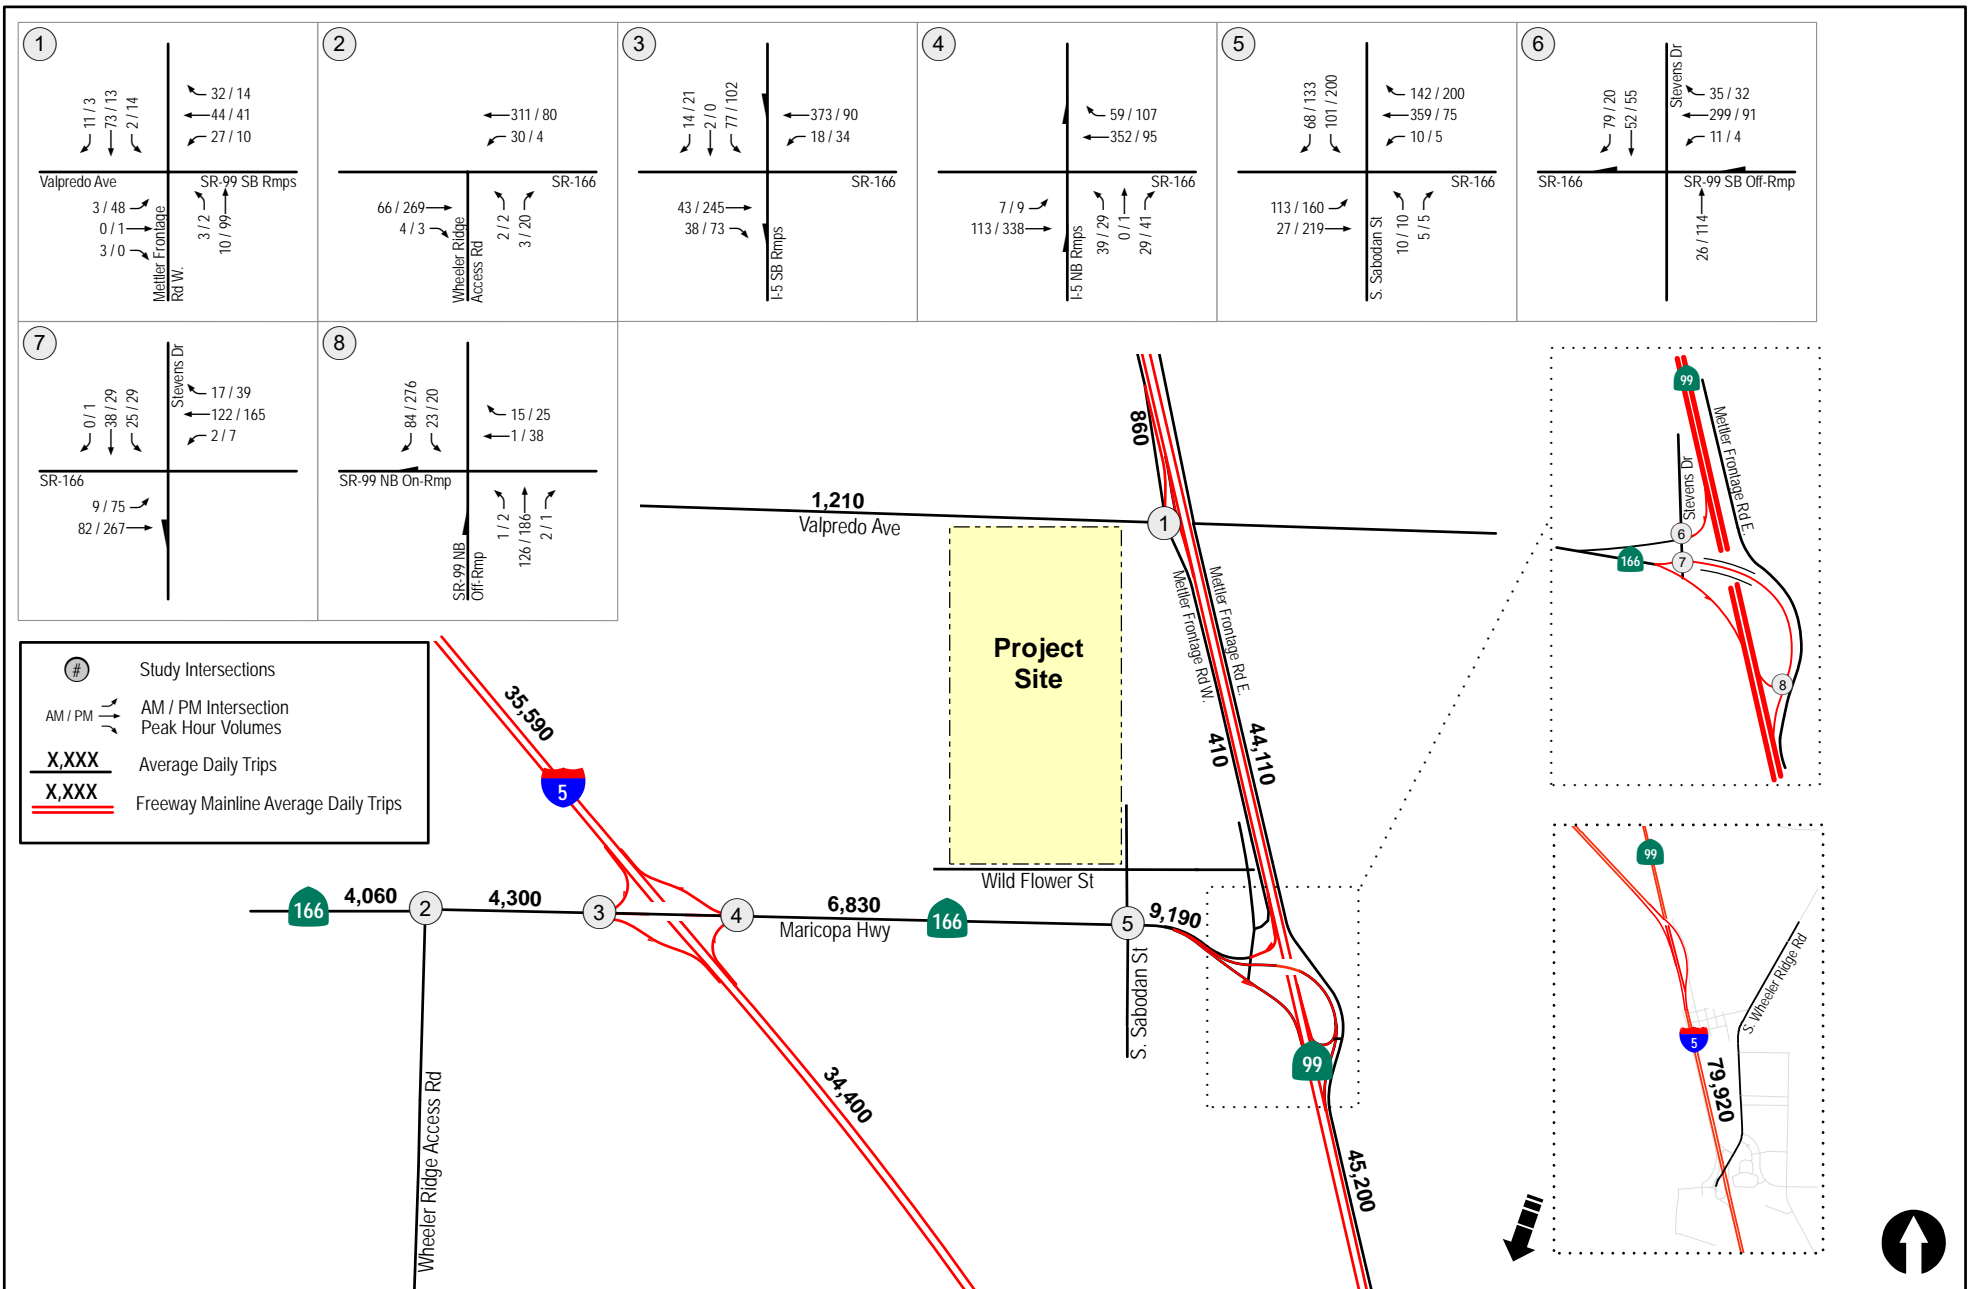 1
11 / 3
73 / 13
2 / 14
32 / 14
44 / 41
27 / 10
Valpredo Ave
SR-99 SB Rmps
3 / 48
0 / 1
3 / 0
Mettler Frontage
Rd W.
3 / 2
10 / 99
2
311 / 80
30 / 4
SR-166
66 / 269
4 / 3
Wheeler Ridge
Access Rd
2 / 2
3 / 20
3
14 / 21
2 / 0
77 / 102
373 / 90
18 / 34
SR-166
43 / 245
38 / 73
I-5 SB Rmps
4
59 / 107
352 / 95
SR-166
7 / 9
113 / 338
I-5 NB Rmps
39 / 29
0 / 1
29 / 41
5
68 / 133
101 / 200
142 / 200
359 / 75
10 / 5
SR-166
113 / 160
27 / 219
S. Sabodan St
10 / 10
5 / 5
6
79 / 20
52 / 55
Stevens Dr
35 / 32
299 / 91
11 / 4
SR-166
SR-99 SB Off-Rmp
26 / 114
7
0 / 1
38 / 29
25 / 29
Stevens Dr
17 / 39
122 / 165
2 / 7
SR-166
9 / 75
82 / 267
8
84 / 276
23 / 20
15 / 25
1 / 38
SR-99 NB On-Rmp
SR-99 NB
Off-Rmp
1 / 2
126 / 186
2 / 1
#
Study Intersections
AM / PM
AM / PM Intersection
Peak Hour Volumes
X,XXX
Average Daily Trips
X,XXX
Freeway Mainline Average Daily Trips
860
1,210
Valpredo Ave
1
Project
Site
Mettler Frontage Rd W.
Mettler Frontage Rd E.
410
44,110
35,590
5
Wild Flower St
166
4,060
2
4,300
3
4
6,830
Maricopa Hwy
166
5
9,190
S. Sabodan St
Wheeler Ridge Access Rd
34,400
99
45,200
99
Mettler Frontage Rd E.
Stevens Dr
6
166
7
8
99
S. Wheeler Ridge Rd
5
79,920